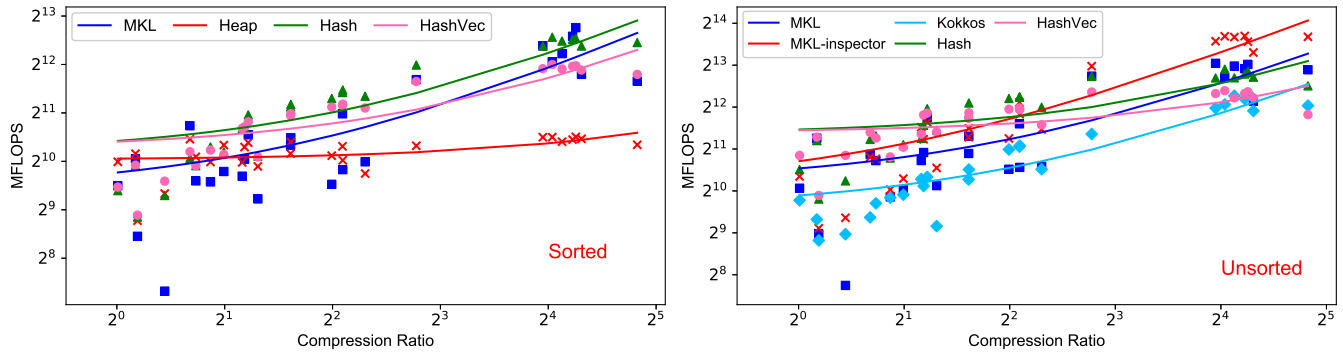 MKL Heap Hash HashVec
2^13
2^12
2^11
2^10
2^9
2^8
MFLOPS
Sorted
2^0 2^1 2^2 2^3 2^4 2^5
Compression Ratio
MKL Kokkos HashVec
MKL-inspector Hash
2^14
2^13
2^12
2^11
2^10
2^9
2^8
MFLOPS
Unsorted
2^0 2^1 2^2 2^3 2^4 2^5
Compression Ratio